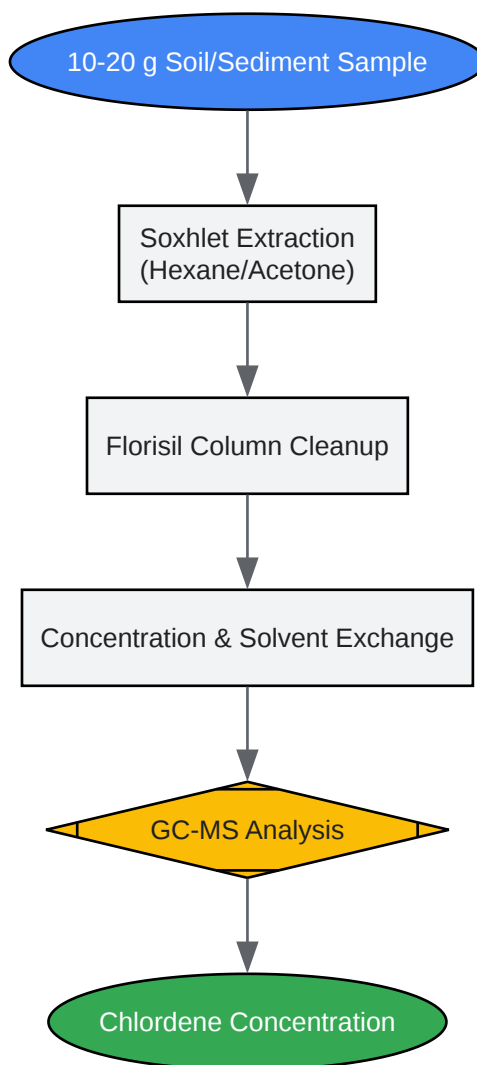 10-20 g Soil/Sediment Sample
Soxhlet Extraction
(Hexane/Acetone)
Florisil Column Cleanup
Concentration & Solvent Exchange
GC-MS Analysis
Chlordene Concentration